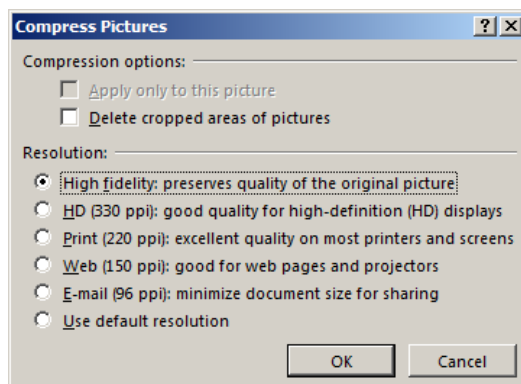 Compress Pictures
Compression options:
Apply only to this picture
Delete cropped areas of pictures
Resolution:
High fidelity: preserves quality of the original picture
HD (330 ppi): good quality for high-definition (HD) displays
Print (220 ppi): excellent quality on most printers and screens
Web (150 ppi): good for web pages and projectors
E-mail (96 ppi): minimize document size for sharing
Use default resolution
OK Cancel